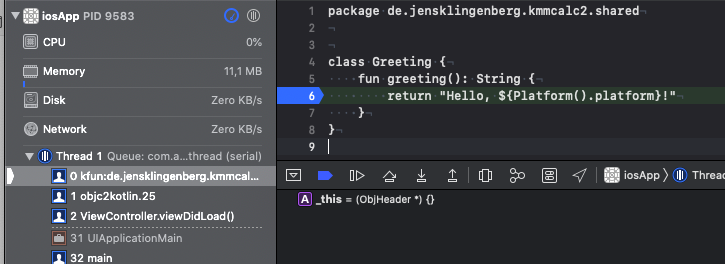 iosApp PID 9583
CPU 0%
Memory 11,1 MB
Disk Zero KB/s
Network Zero KB/s
Thread 1 Queue: com.a...thread (serial)
0 kfun:de.jensklingenberg.kmmcalc...
1 objc2kotlin.25
2 ViewController.viewDidLoad()
31 UIApplicationMain
32 main
1 package de.jensklingenberg.kmmcalc2.shared
2
3
4 class Greeting {
5 fun greeting(): String {
6 return "Hello, ${Platform().platform}!"
7 }
8 }
9
iosApp Thread
A _this = (ObjHeader *) {}